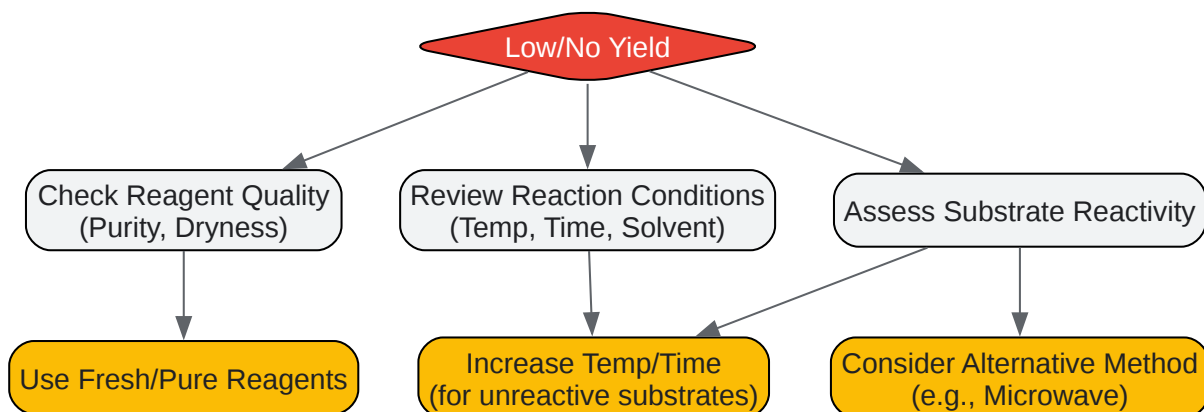 Low/No Yield
Check Reagent Quality
(Purity, Dryness)
Review Reaction Conditions
(Temp, Time, Solvent)
Assess Substrate Reactivity
Use Fresh/Pure Reagents
Increase Temp/Time
(for unreactive substrates)
Consider Alternative Method
(e.g., Microwave)